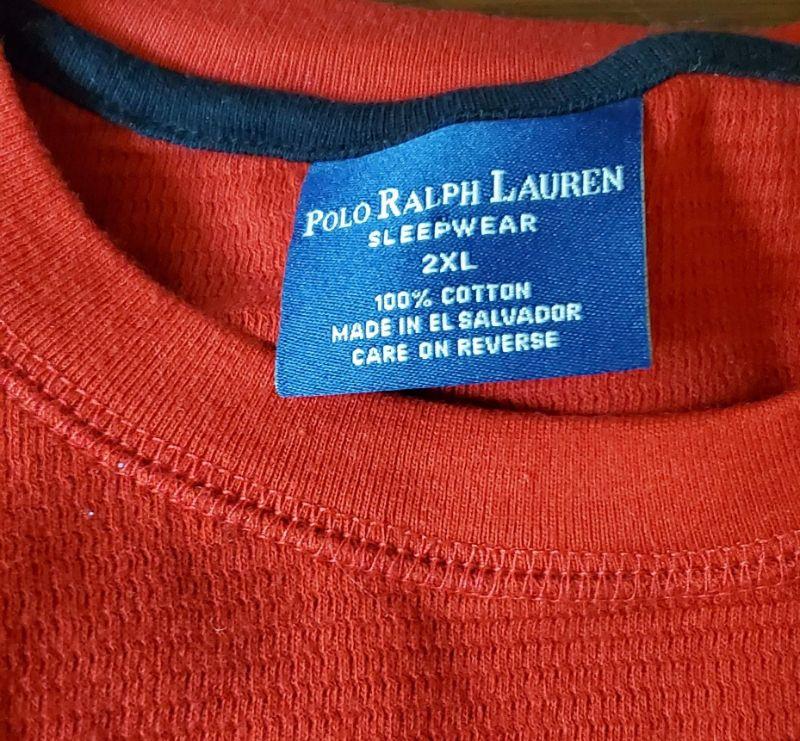 POLO RALPH LAUREN
SLEEPWEAR
2XL
100% COTTON
MADE IN EL SALVADOR
CARE ON REVERSE